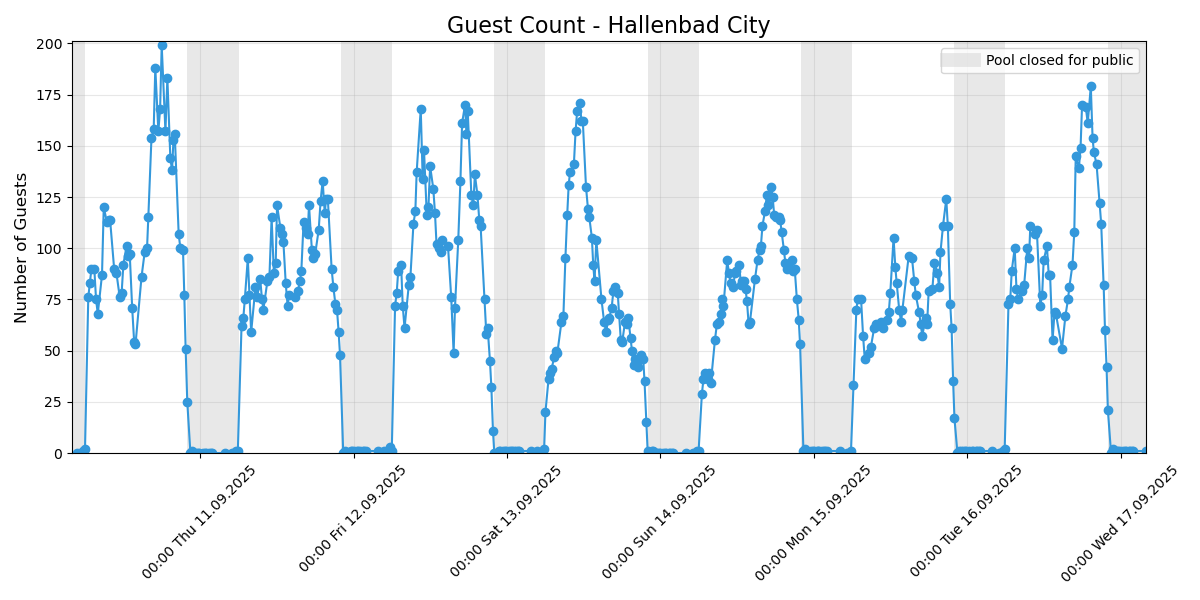 Guest Count - Hallenbad City
Pool closed for public
Number of Guests
200
175
150
125
100
75
50
25
0
00:00 Thu 11.09.2025
00:00 Fri 12.09.2025
00:00 Sat 13.09.2025
00:00 Sun 14.09.2025
00:00 Mon 15.09.2025
00:00 Tue 16.09.2025
00:00 Wed 17.09.2025